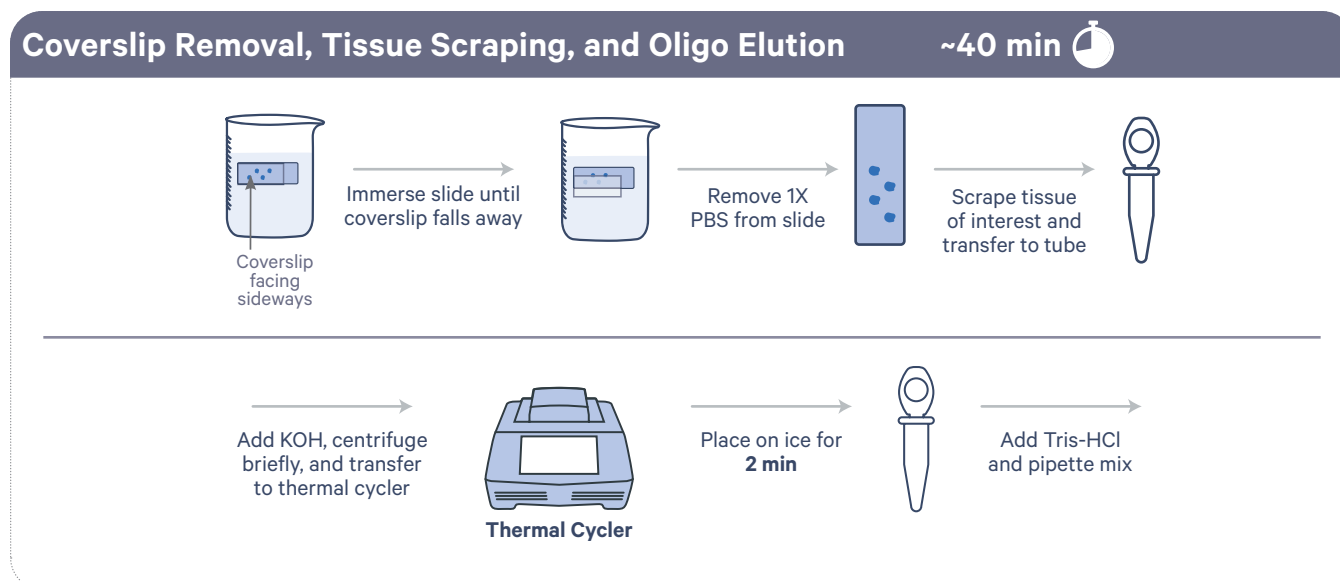 Coverslip Removal, Tissue Scraping, and Oligo Elution
~40 min
Immerse slide until
coverslip falls away
Remove 1X
PBS from slide
Scrape tissue
of interest and
transfer to tube
Coverslip
facing
sideways
Add KOH, centrifuge
briefly, and transfer
to thermal cycler
Thermal Cycler
Place on ice for
2 min
Add Tris-HCl
and pipette mix